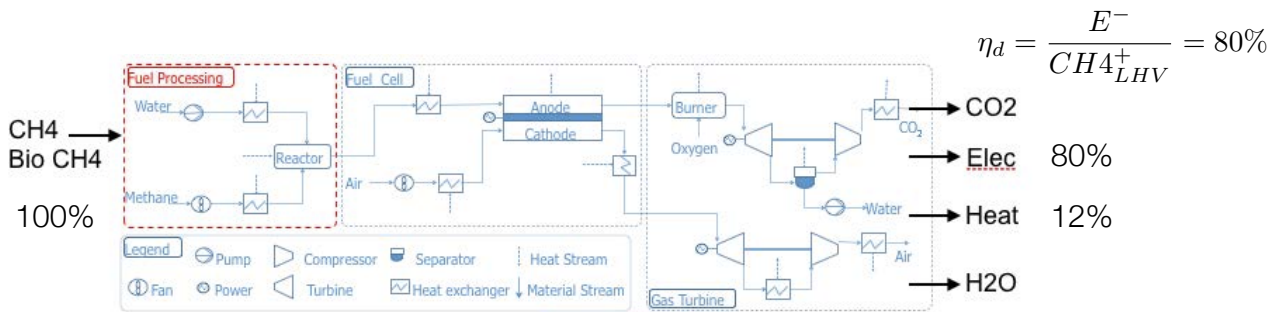 η_d = E^- / CH4^+_LHV = 80%
Fuel Processing
Fuel Cell
Water
Burner
Anode
Cathode
CO2
CO₂
CH4
Bio CH4
Reactor
Oxygen
Elec 80%
Air
Methane
100%
Water
Heat 12%
Legend
Pump
Compressor
Separator
Heat Stream
Air
Fan
Power
Turbine
Heat exchanger
Material Stream
Gas Turbine
H2O